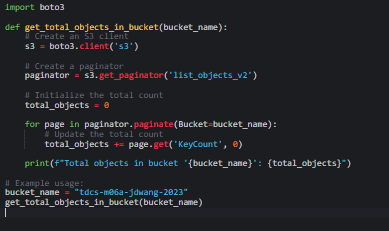 import boto3
def get_total_objects_in_bucket(bucket_name):
# Create an S3 client
s3 = boto3.client('s3')
# Create a paginator
paginator = s3.get_paginator('list_objects_v2')
# Initialize the total count
total_objects = 0
for page in paginator.paginate(Bucket=bucket_name):
# Update the total count
total_objects += page.get('KeyCount', 0)
print(f"Total objects in bucket '{bucket_name}': {total_objects}")
# Example usage:
bucket_name = "tdcs-m06a-jdwang-2023"
get_total_objects_in_bucket(bucket_name)